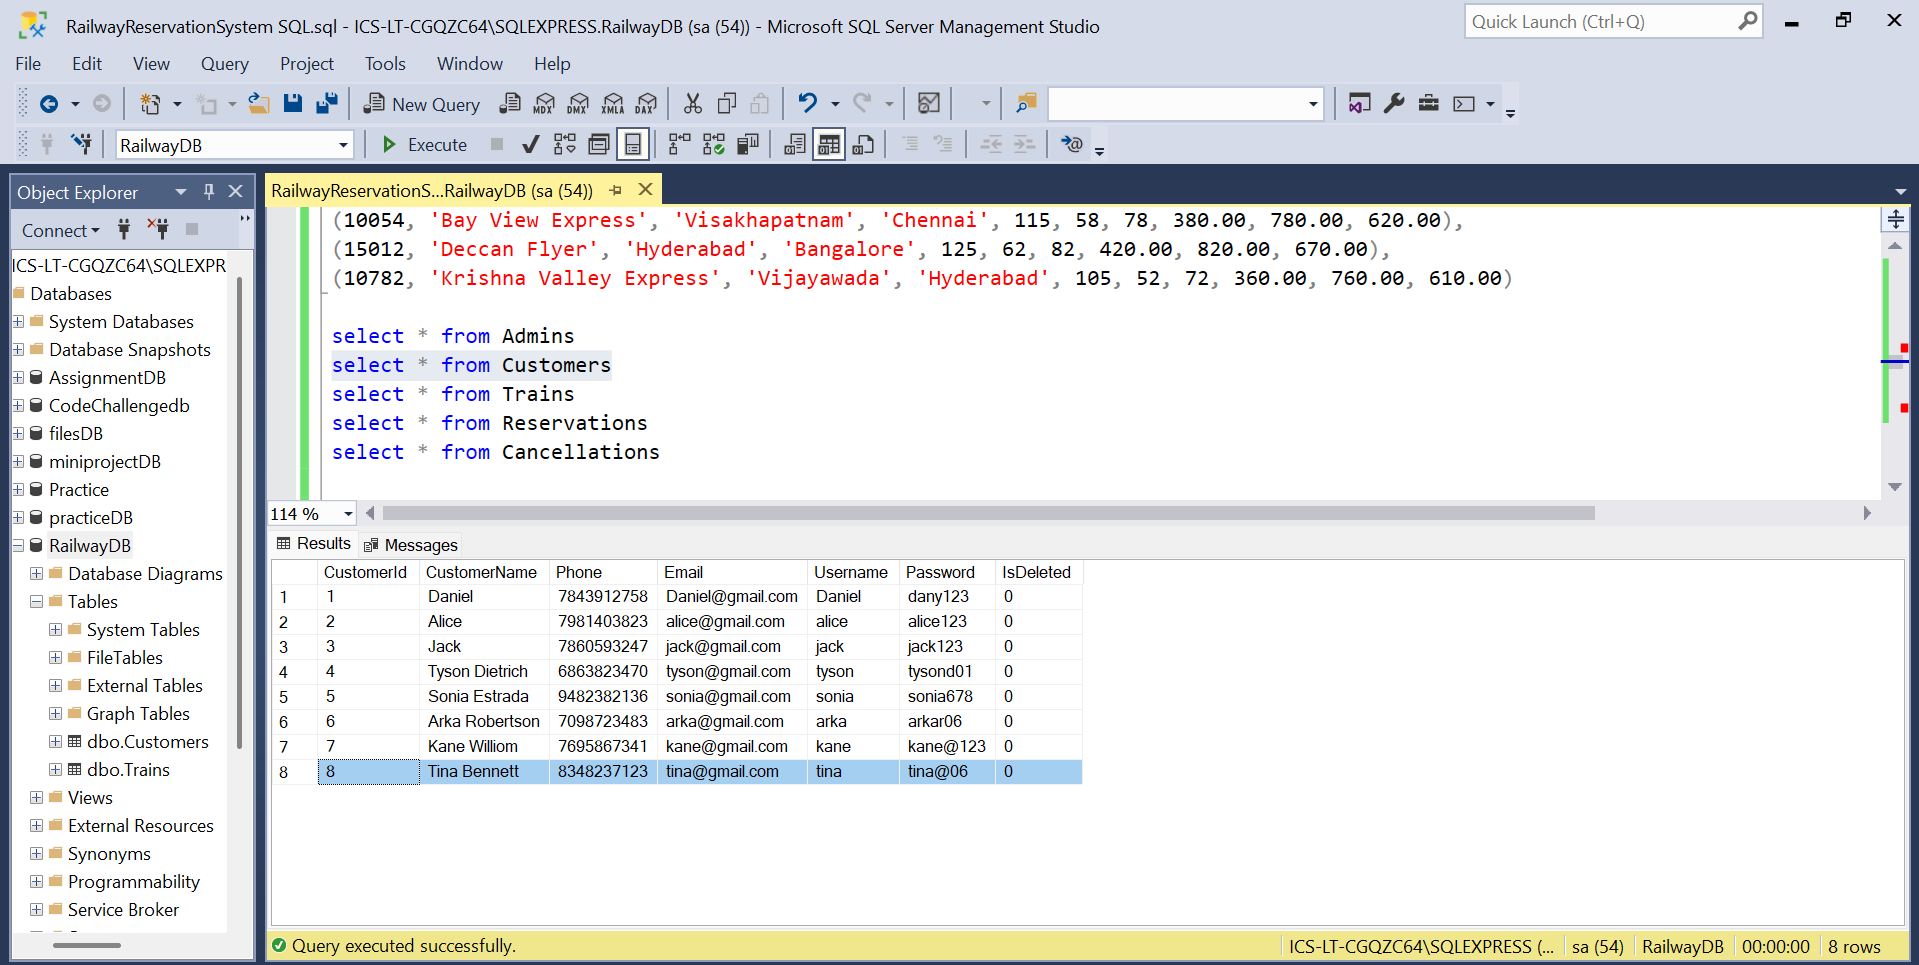 RailwayReservationSystem SQL.sql - ICS-LT-CGQZC64\SQLEXPRESS.RailwayDB (sa (54)) - Microsoft SQL Server Management Studio
Quick Launch (Ctrl+Q)
File Edit View Query Project Tools Window Help
New Query MDX DMX XMLA DAX
RailwayDB Execute
Object Explorer
Connect
ICS-LT-CGQZC64\SQLEXPR
Databases
System Databases
Database Snapshots
AssignmentDB
CodeChallengedb
filesDB
miniprojectDB
Practice
practiceDB
RailwayDB
Database Diagrams
Tables
System Tables
FileTables
External Tables
Graph Tables
dbo.Customers
dbo.Trains
Views
External Resources
Synonyms
Programmability
Service Broker
RailwayReservationS...RailwayDB (sa (54))
(10054, 'Bay View Express', 'Visakhapatnam', 'Chennai', 115, 58, 78, 380.00, 780.00, 620.00),
(15012, 'Deccan Flyer', 'Hyderabad', 'Bangalore', 125, 62, 82, 420.00, 820.00, 670.00),
(10782, 'Krishna Valley Express', 'Vijayawada', 'Hyderabad', 105, 52, 72, 360.00, 760.00, 610.00)
select * from Admins
select * from Customers
select * from Trains
select * from Reservations
select * from Cancellations
114 %
Results Messages
CustomerId CustomerName Phone Email Username Password IsDeleted
1 1 Daniel 7843912758 Daniel@gmail.com Daniel dany123 0
2 2 Alice 7981403823 alice@gmail.com alice alice123 0
3 3 Jack 7860593247 jack@gmail.com jack jack123 0
4 4 Tyson Dietrich 6863823470 tyson@gmail.com tyson tysond01 0
5 5 Sonia Estrada 9482382136 sonia@gmail.com sonia sonia678 0
6 6 Arka Robertson 7098723483 arka@gmail.com arka arkar06 0
7 7 Kane Williom 7695867341 kane@gmail.com kane kane@123 0
8 8 Tina Bennett 8348237123 tina@gmail.com tina tina@06 0
Query executed successfully. ICS-LT-CGQZC64\SQLEXPRESS (... sa (54) RailwayDB 00:00:00 8 rows